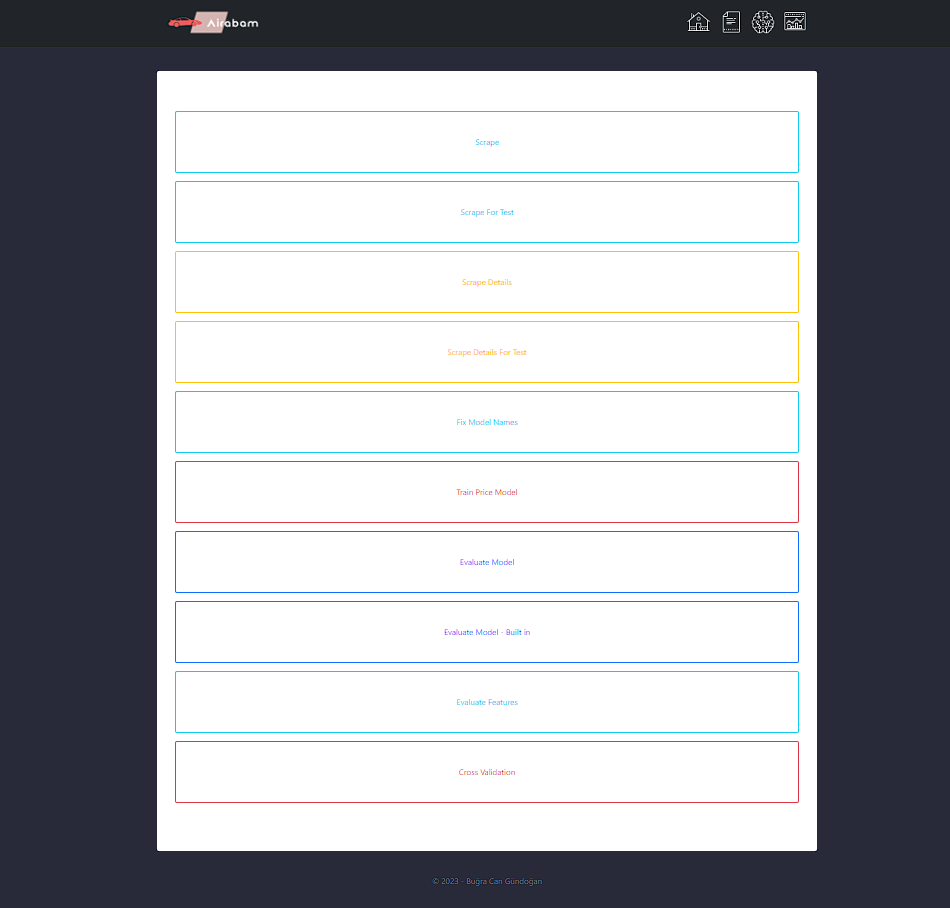 Airabam
Scrape
Scrape For Test
Scrape Details
Scrape Details For Test
Fix Model Names
Train Price Model
Evaluate Model
Evaluate Model - Built in
Evaluate Features
Cross Validation
© 2023 - Buğra Can Gündoğan